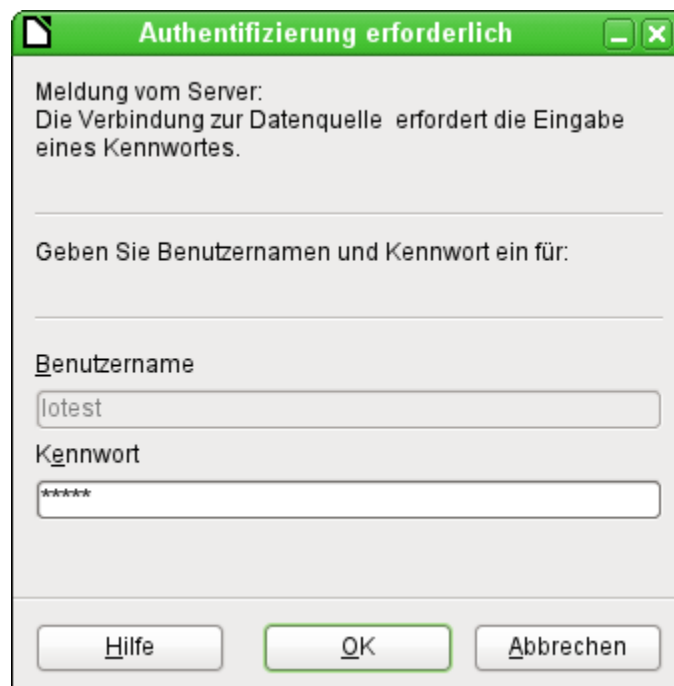 Authentifizierung erforderlich
Meldung vom Server:
Die Verbindung zur Datenquelle  erfordert die Eingabe
eines Kennwortes.
Geben Sie Benutzernamen und Kennwort ein für:
Benutzername
lotest
Kennwort
*****
Hilfe OK Abbrechen